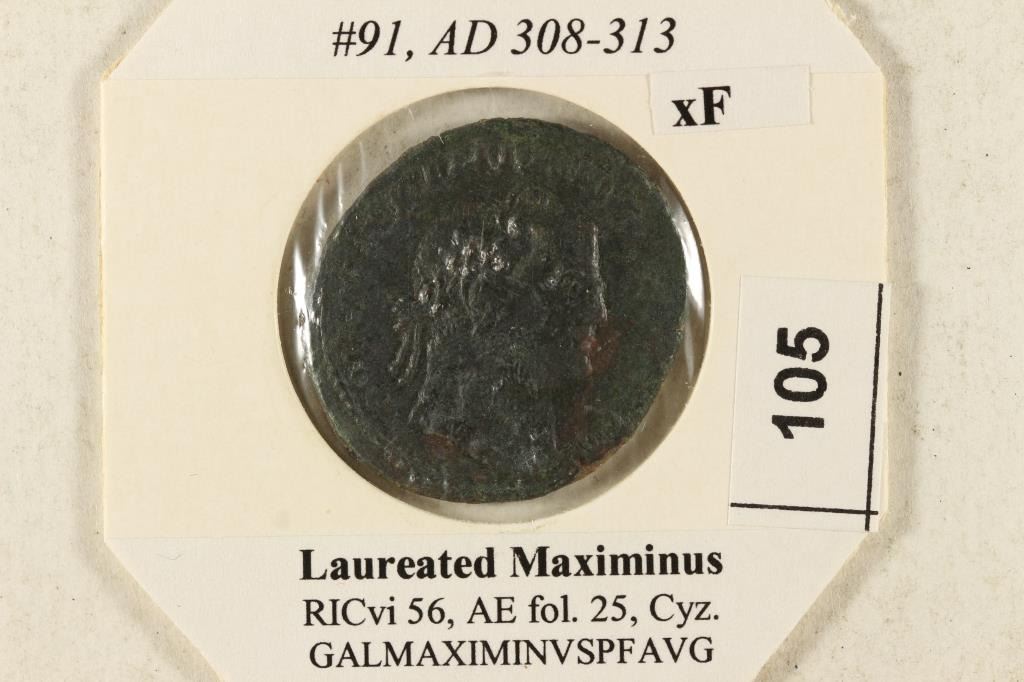 #91, AD 308-313
xF
105
Laureated Maximinus
RICvi 56, AE fol. 25, Cyz.
GALMAXIMINVSPFAVG